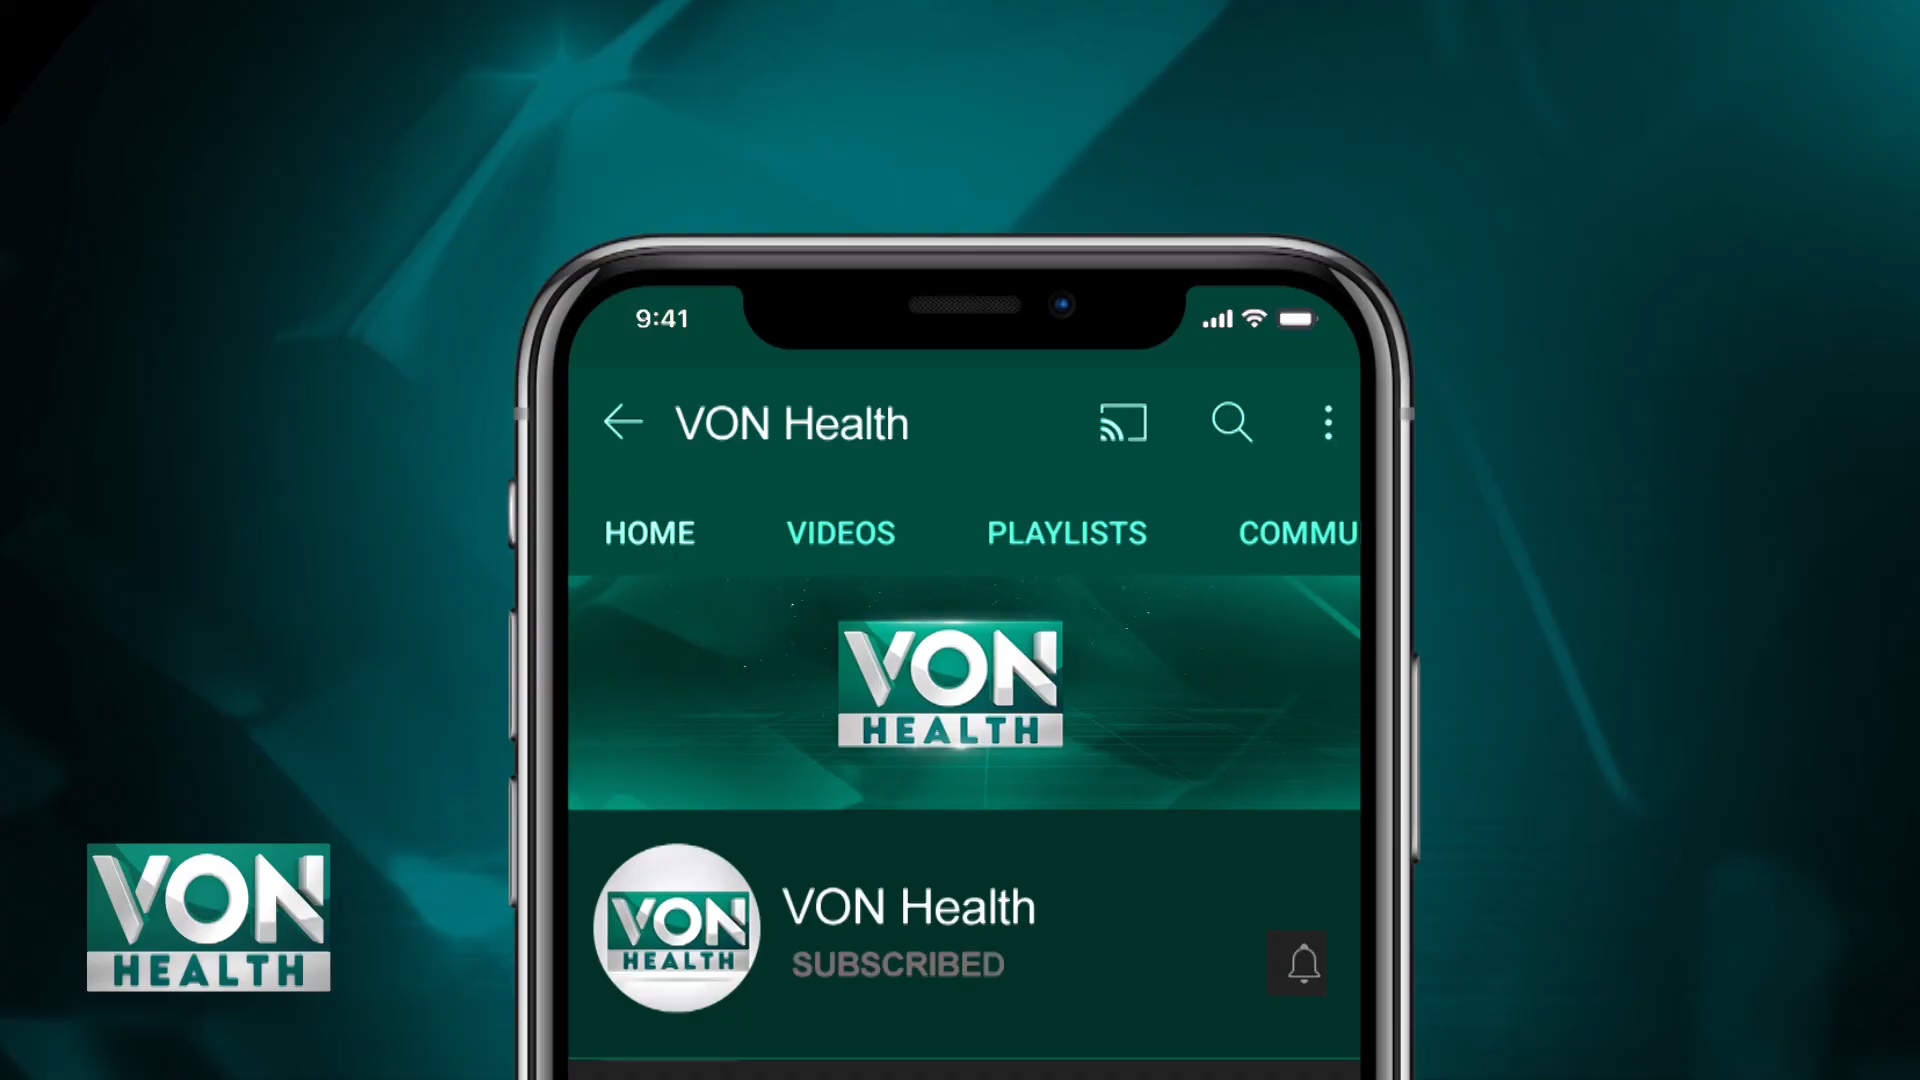 9:41
VON Health
HOME VIDEOS PLAYLISTS COMMU
VON
HEALTH
VON
HEALTH
VON Health
SUBSCRIBED
VON
HEALTH